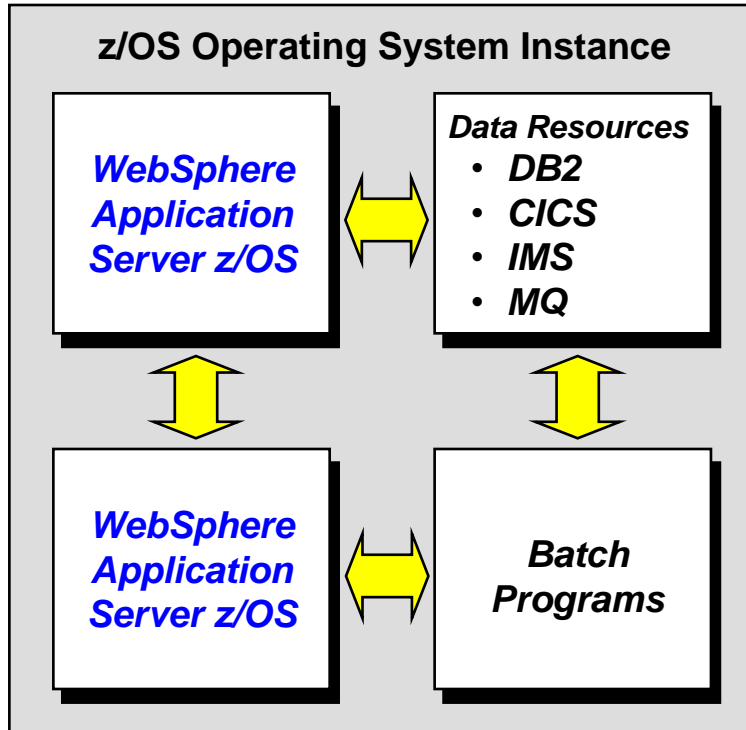 z/OS Operating System Instance
WebSphere
Application
Server z/OS
Data Resources
• DB2
• CICS
• IMS
• MQ
WebSphere
Application
Server z/OS
Batch
Programs